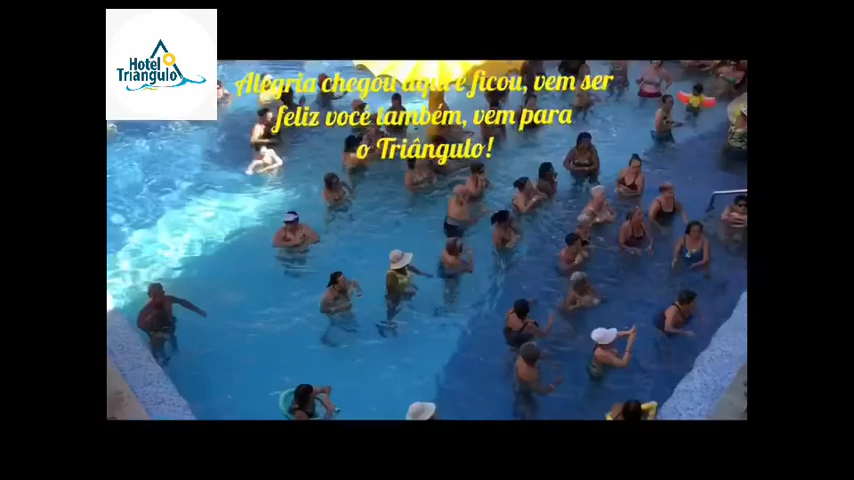 Hotel
Triângulo
Alegria chegou aqui e ficou, vem ser
feliz você também, vem para
o Triângulo!